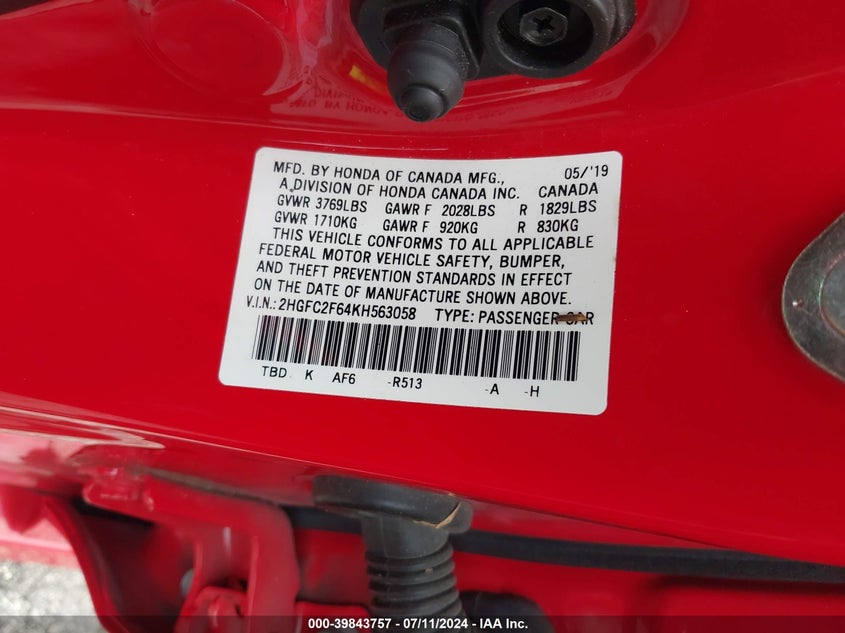 MFD. BY HONDA OF CANADA MFG., 05/'19
A DIVISION OF HONDA CANADA INC. CANADA
GVWR 3769LBS GAWR F 2028LBS R 1829LBS
GVWR 1710KG GAWR F 920KG R 830KG
THIS VEHICLE CONFORMS TO ALL APPLICABLE
FEDERAL MOTOR VEHICLE SAFETY, BUMPER,
AND THEFT PREVENTION STANDARDS IN EFFECT
ON THE DATE OF MANUFACTURE SHOWN ABOVE.
V.I.N.: 2HGFC2F64KH563058 TYPE: PASSENGER CAR
TBD K AF6 -R513 -A -H
000-39843757 - 07/11/2024 - IAA Inc.